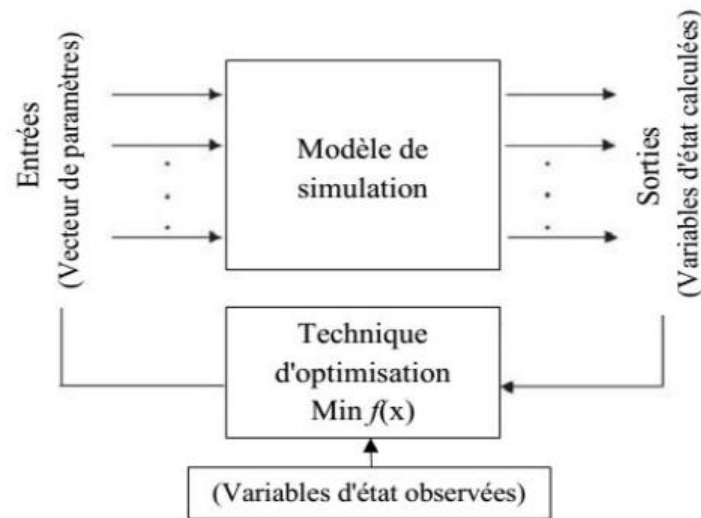 Entrées
(Vecteur de paramètres)
Modèle de
simulation
Sorties
(Variables d'état calculées)
Technique
d'optimisation
Min f(x)
(Variables d'état observées)